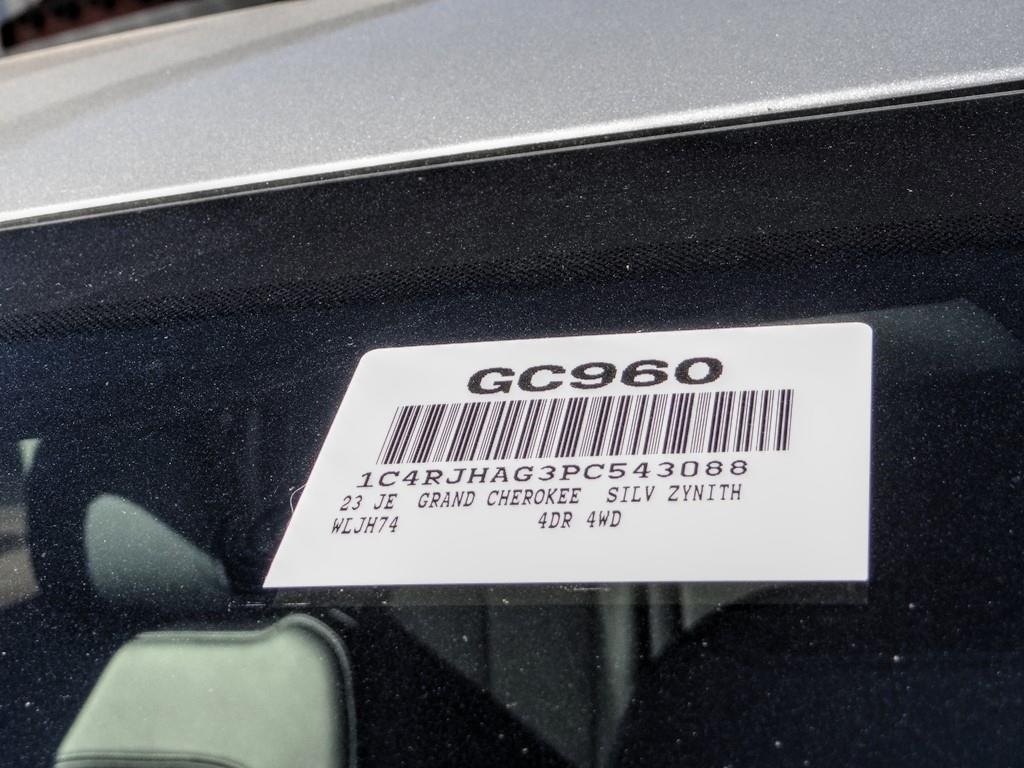 GC960
1C4RJHAG3PC543088
23 JE GRAND CHEROKEE SILV ZYNITH
WLJH74 4DR 4WD